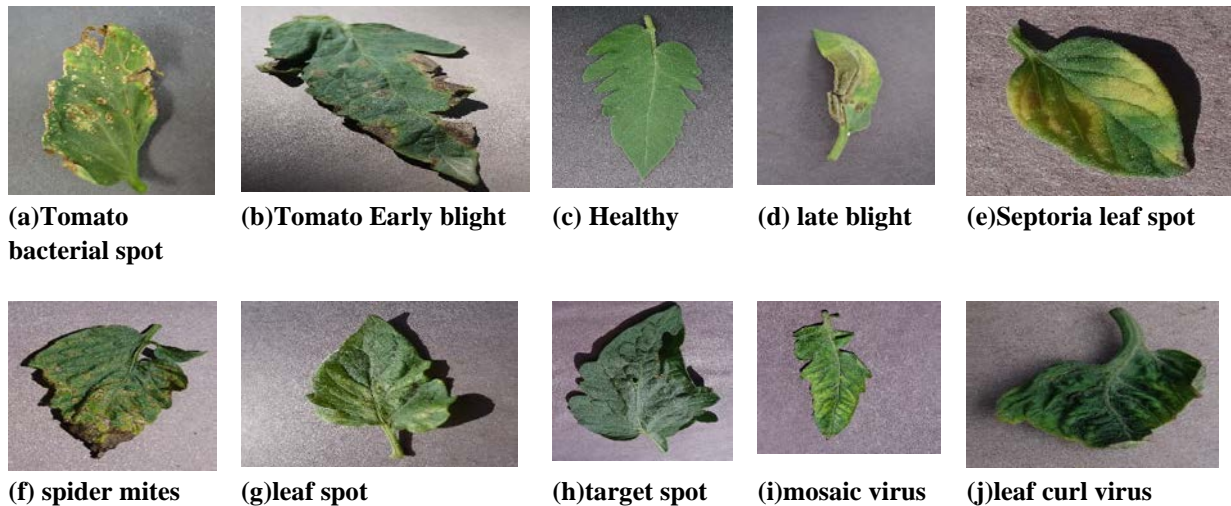 (a)Tomato
bacterial spot
(b)Tomato Early blight
(c) Healthy
(d) late blight
(e)Septoria leaf spot
(f) spider mites
(g)leaf spot
(h)target spot
(i)mosaic virus
(j)leaf curl virus